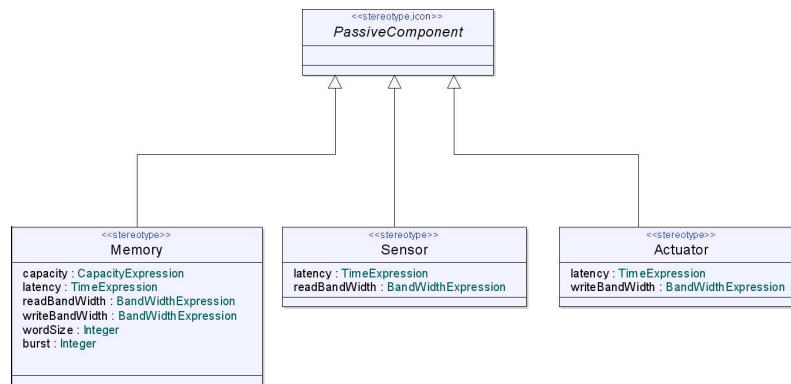 <<stereotype,icon>>
PassiveComponent
<<stereotype>>
Memory
capacity : CapacityExpression
latency : TimeExpression
readBandWidth : BandWidthExpression
writeBandWidth : BandWidthExpression
wordSize : Integer
burst : Integer
<<stereotype>>
Sensor
latency : TimeExpression
readBandWidth : BandWidthExpression
<<stereotype>>
Actuator
latency : TimeExpression
writeBandWidth : BandWidthExpression